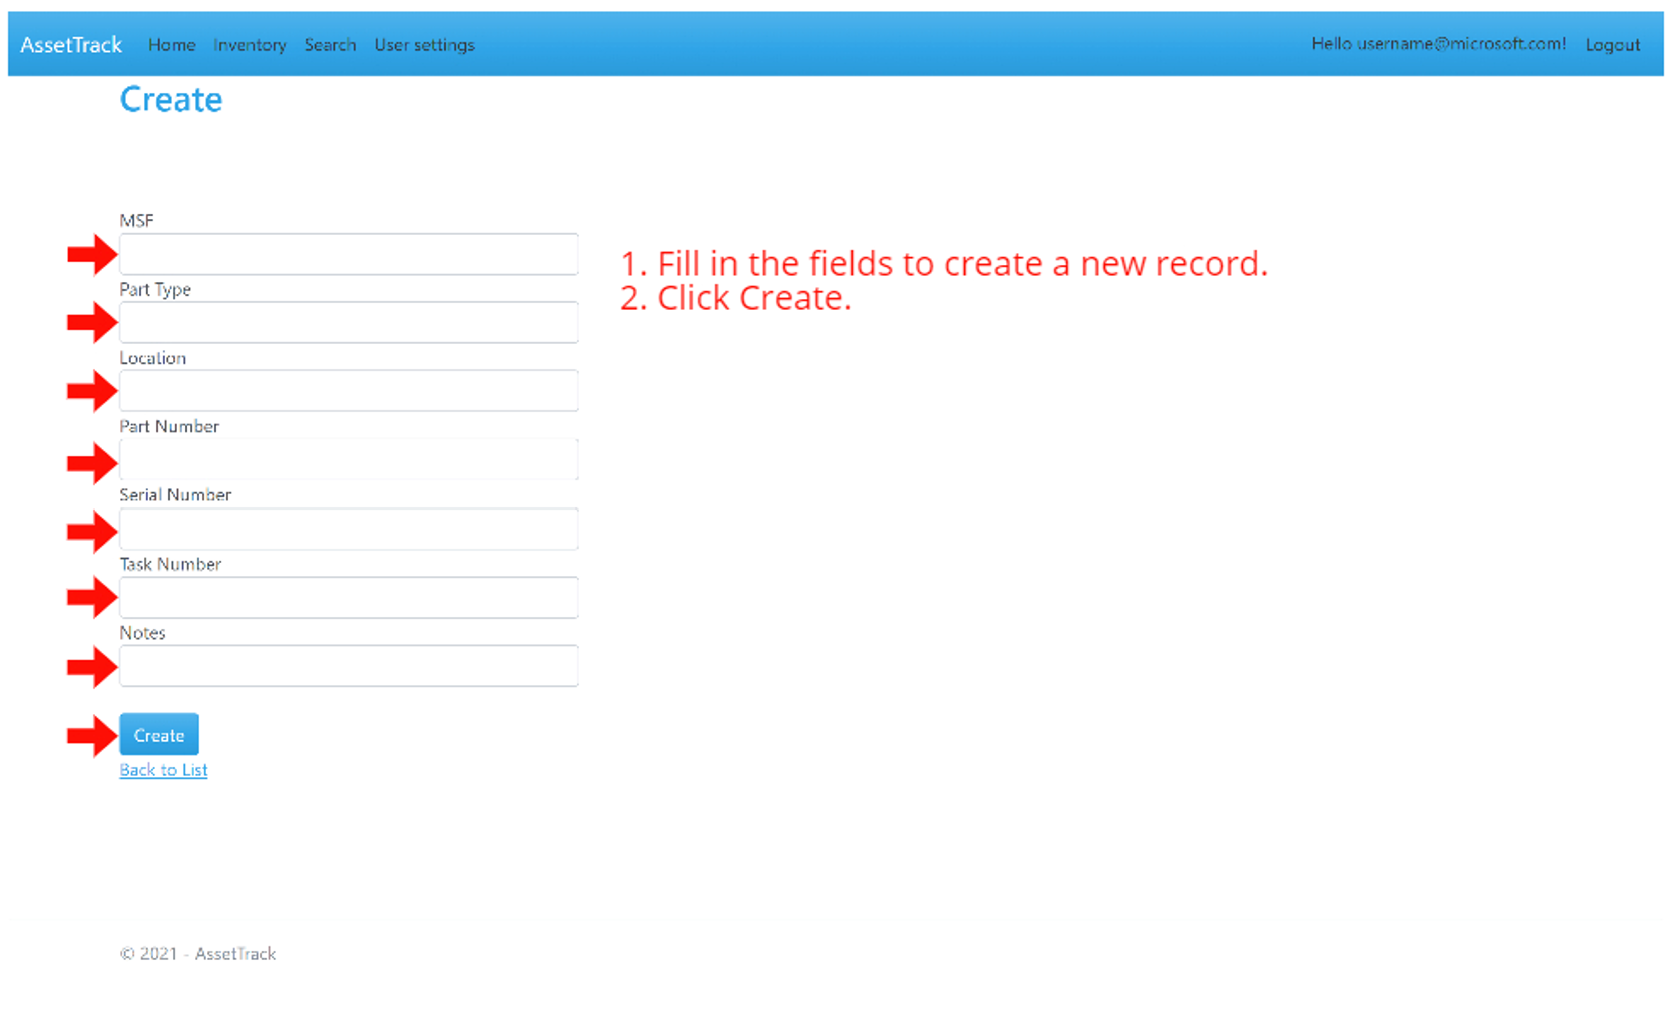 AssetTrack Home Inventory Search User settings Hello username@microsoft.com! Logout
Create
MSF
1. Fill in the fields to create a new record.
2. Click Create.
Part Type
Location
Part Number
Serial Number
Task Number
Notes
Create
Back to List
© 2021 - AssetTrack